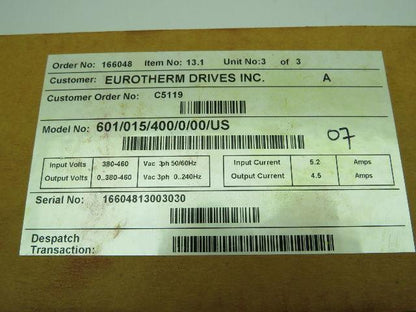 Order No: 166048 Item No: 13.1 Unit No:3 of 3
Customer: EUROTHERM DRIVES INC. A
Customer Order No: C5119
Model No: 601/015/400/0/00/US
07
Input Volts 380-460 Vac 3ph 50/60Hz Input Current 5.2 Amps
Output Volts 0..380-460 Vac 3ph 0..240Hz Output Current 4.5 Amps
Serial No: 16604813003030
Despatch
Transaction: